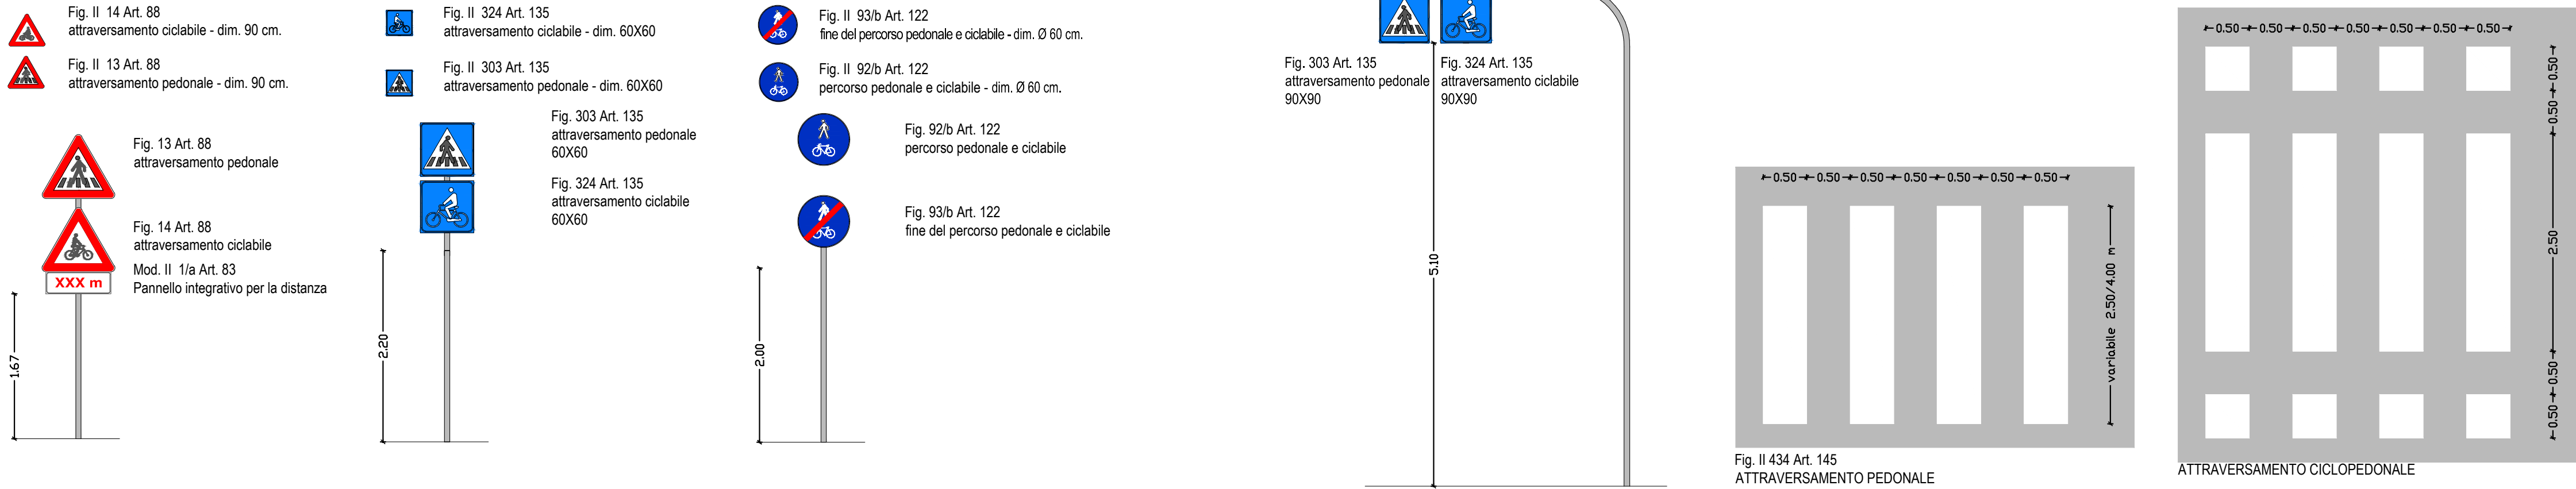 Fig. II  14 Art. 88
attraversamento ciclabile - dim. 90 cm.
Fig. II  13 Art. 88
attraversamento pedonale - dim. 90 cm.
Fig. 13 Art. 88
attraversamento pedonale
Fig. 14 Art. 88
attraversamento ciclabile
Mod. II  1/a Art. 83
Pannello integrativo per la distanza
XXX m
1.67
Fig. II  324 Art. 135
attraversamento ciclabile - dim. 60X60
Fig. II  303 Art. 135
attraversamento pedonale - dim. 60X60
Fig. 303 Art. 135
attraversamento pedonale
60X60
Fig. 324 Art. 135
attraversamento ciclabile
60X60
2.20
Fig. II  93/b Art. 122
fine del percorso pedonale e ciclabile - dim. Ø 60 cm.
Fig. II  92/b Art. 122
percorso pedonale e ciclabile - dim. Ø 60 cm.
Fig. 92/b Art. 122
percorso pedonale e ciclabile
Fig. 93/b Art. 122
fine del percorso pedonale e ciclabile
2.00
Fig. 303 Art. 135
attraversamento pedonale
90X90
Fig. 324 Art. 135
attraversamento ciclabile
90X90
5.10
0.50 0.50 0.50 0.50 0.50 0.50 0.50
variabile 2.50/4.00 m
Fig. II 434 Art. 145
ATTRAVERSAMENTO PEDONALE
0.50 0.50 0.50 0.50 0.50 0.50 0.50
0.50
0.50
2.50
0.50
0.50
ATTRAVERSAMENTO CICLOPEDONALE